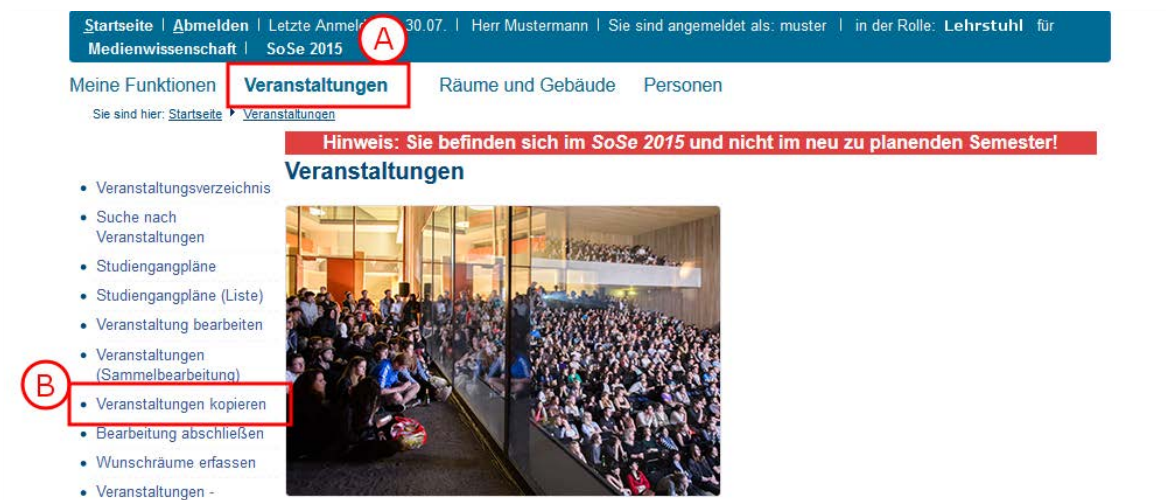 Startseite | Abmelden | Letzte 30.07. | Herr Mustermann | Sie sind angemeldet als: muster | in der Rolle: Lehrstuhl für
Medienwissenschaft | SoSe 2015
A
Meine Funktionen Veranstaltungen Räume und Gebäude Personen
Sie sind hier: Startseite Veranstaltungen
Hinweis: Sie befinden sich im SoSe 2015 und nicht im neu zu planenden Semester!
Veranstaltungen
• Veranstaltungsverzeichnis
• Suche nach
Veranstaltungen
• Studiengangpläne
• Studiengangpläne (Liste)
• Veranstaltung bearbeiten
• Veranstaltungen
(Sammelbearbeitung)
B
• Veranstaltungen kopieren
• Bearbeitung abschließen
• Wunschräume erfassen
• Veranstaltungen -